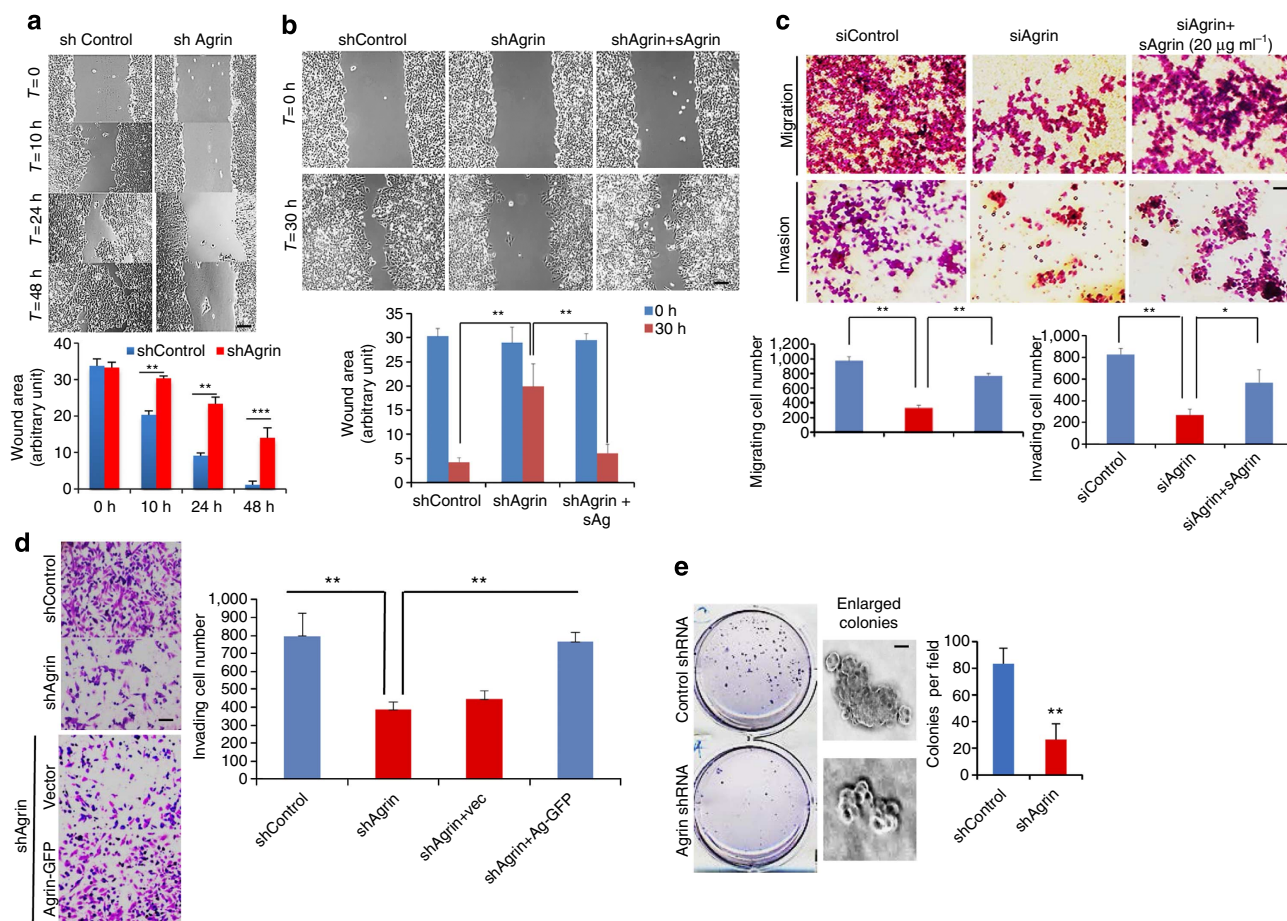 a
sh Control
sh Agrin
T=0
T=10 h
T=24 h
T=48 h
shControl
shAgrin
Wound area
(arbitrary unit)
40
30
20
10
0
**
**
***
0 h
10 h
24 h
48 h
b
shControl
shAgrin
shAgrin+sAgrin
T=0 h
T=30 h
0 h
30 h
Wound area
(arbitrary unit)
35
30
25
20
15
10
5
0
**
**
shControl
shAgrin
shAgrin +
sAg
c
siControl
siAgrin
siAgrin+
sAgrin (20 µg ml⁻¹)
Migration
Invasion
Migrating cell number
1,200
1,000
800
600
400
200
0
**
**
Invading cell number
1,000
800
600
400
200
0
**
*
siControl
siAgrin
siAgrin+sAgrin
d
shControl
shAgrin
shAgrin
Vector
Agrin-GFP
Invading cell number
1,000
900
800
700
600
500
400
300
200
100
0
**
**
shControl
shAgrin
shAgrin+vec
shAgrin+Ag-GFP
e
Control shRNA
Agrin shRNA
Enlarged
colonies
Colonies per field
100
80
60
40
20
0
**
shControl
shAgrin